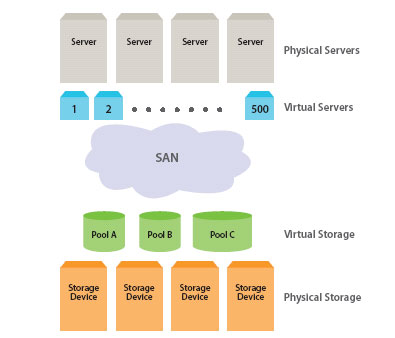 Server Server Server Server
Physical Servers
1 2 500
Virtual Servers
SAN
Pool A Pool B Pool C
Virtual Storage
Storage Storage Storage Storage
Device Device Device Device
Physical Storage